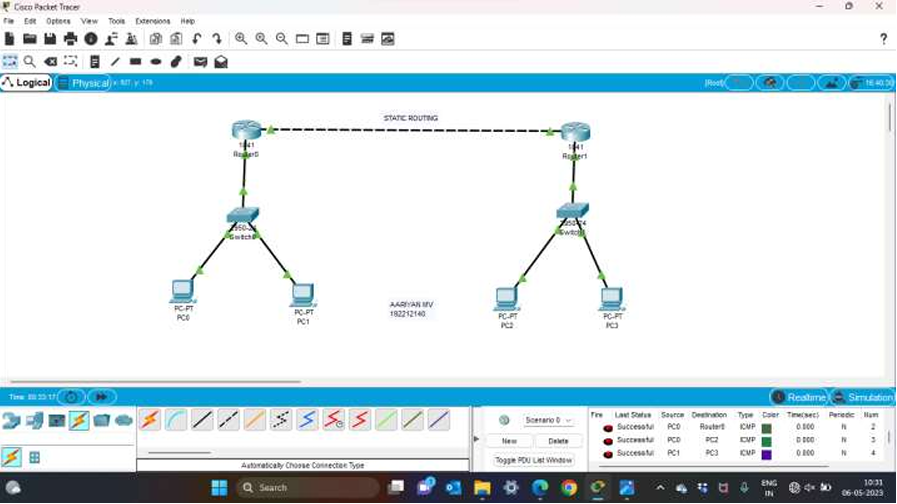 Cisco Packet Tracer
File Edit Options View Tools Extensions Help
?
Logical Physical x: 927, y: 179 [Root] 16:40:30
STATIC ROUTING
1841
Router0
1841
Router1
2950-24
Switch0
2950-24
Switch1
PC-PT
PC0
PC-PT
PC1
AARIYAN MV
192212140
PC-PT
PC2
PC-PT
PC3
Time: 00:33:17 Realtime Simulation
Scenario 0
New Delete
Toggle PDU List Window
Fire Last Status Source Destination Type Color Time(sec) Periodic Num
Successful PC0 Router0 ICMP 0.000 N 2
Successful PC0 PC2 ICMP 0.000 N 3
Successful PC1 PC3 ICMP 0.000 N 4
Automatically Choose Connection Type
Search
ENG
IN
10:31
06-05-2023